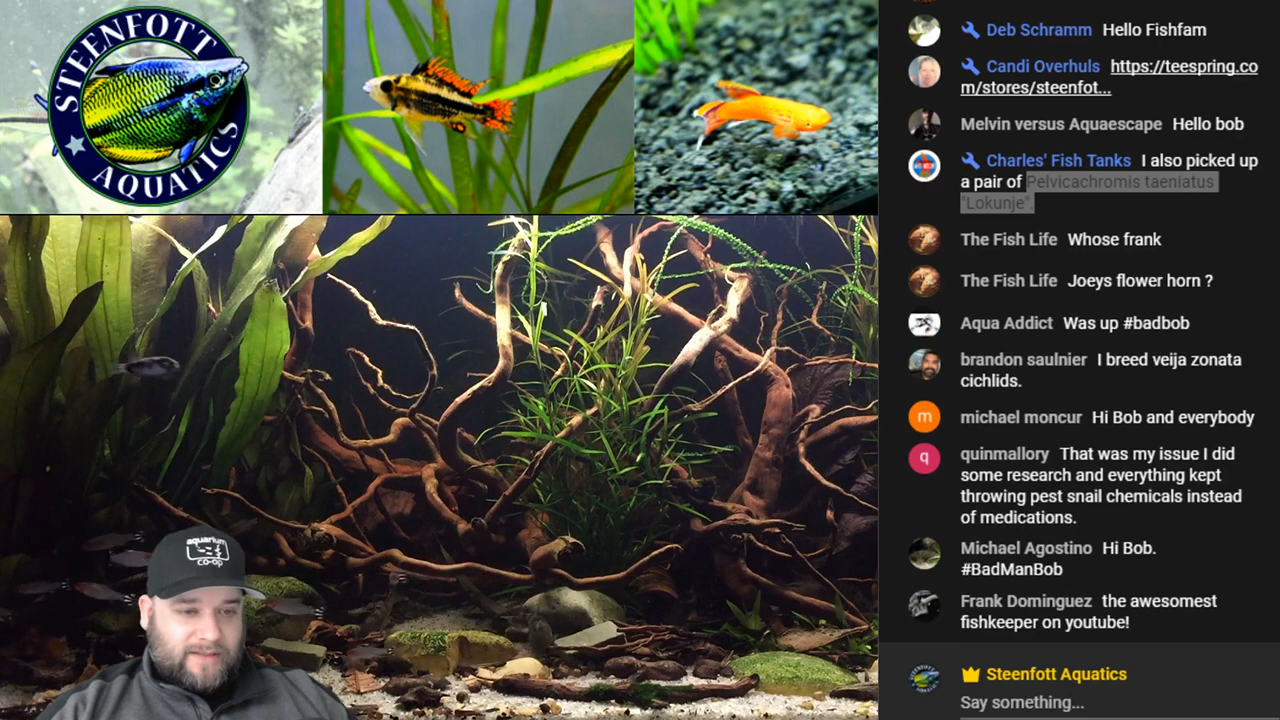 STEENFOTT
AQUATICS
aquarium
co-op
Deb Schramm Hello Fishfam
Candi Overhuls https://teespring.co
m/stores/steenfot...
Melvin versus Aquaescape Hello bob
Charles' Fish Tanks I also picked up
a pair of Pelvicachromis taeniatus
"Lokunje".
The Fish Life Whose frank
The Fish Life Joeys flower horn ?
Aqua Addict Was up #badbob
brandon saulnier I breed veija zonata
cichlids.
m michael moncur Hi Bob and everybody
q quinmallory That was my issue I did
some research and everything kept
throwing pest snail chemicals instead
of medications.
Michael Agostino Hi Bob.
#BadManBob
Frank Dominguez the awesomest
fishkeeper on youtube!
Steenfott Aquatics
Say something...